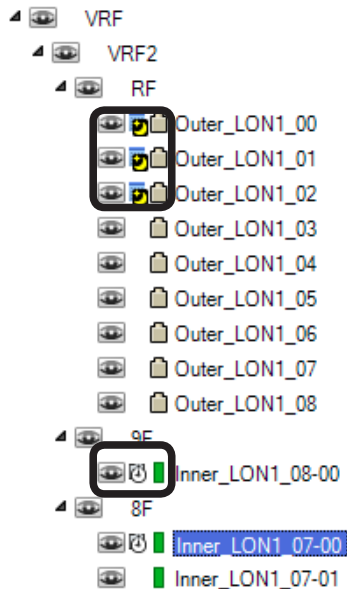 VRF
VRF2
RF
Outer_LON1_00
Outer_LON1_01
Outer_LON1_02
Outer_LON1_03
Outer_LON1_04
Outer_LON1_05
Outer_LON1_06
Outer_LON1_07
Outer_LON1_08
9F
Inner_LON1_08-00
8F
Inner_LON1_07-00
Inner_LON1_07-01